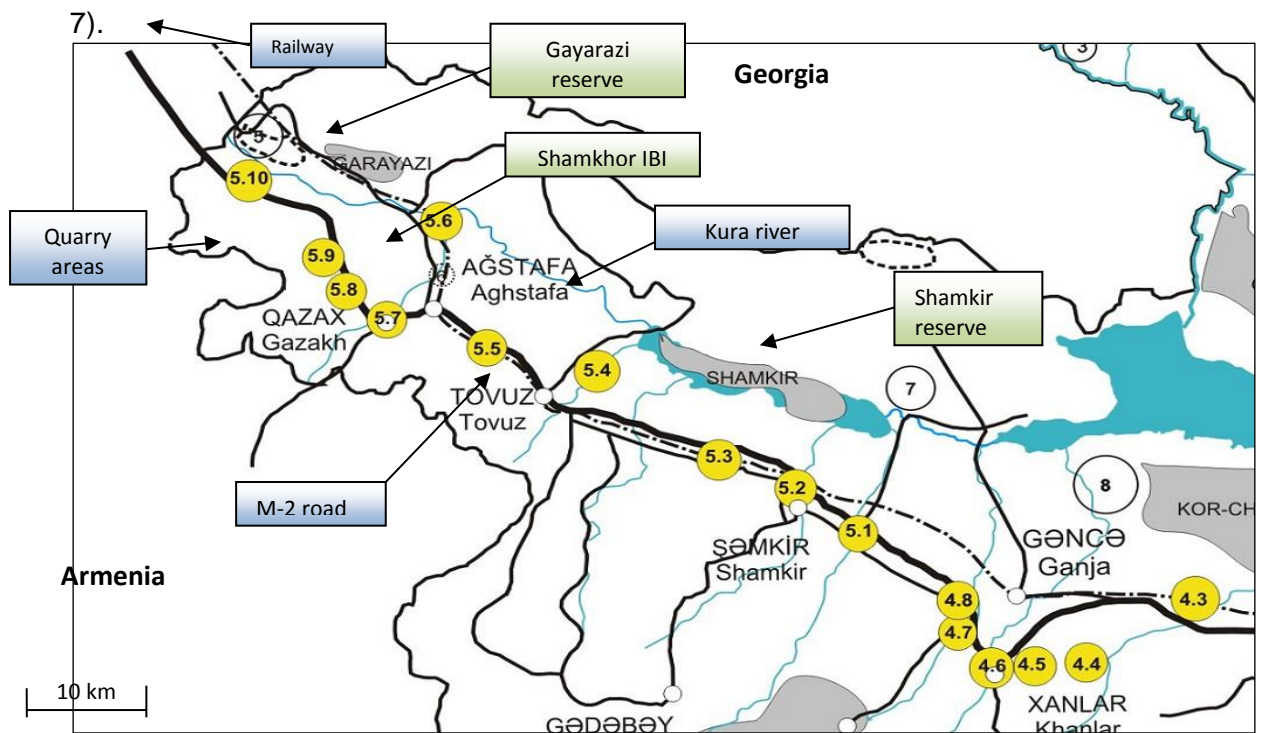 7).
Railway
Gayarazi
reserve
Georgia
3
5
GARAYAZI
Shamkhor IBI
5.10
5.6
Quarry
areas
Kura river
5.9
6
AĞSTAFA
Aghstafa
5.8
QAZAX
Gazakh
5.7
Shamkir
reserve
5.5
5.4
SHAMKIR
7
TOVUZ
Tovuz
5.3
5.2
8
M-2 road
KOR-CH
5.1
ŞƏMKİR
Shamkir
GƏNCƏ
Ganja
Armenia
4.8
4.3
4.7
4.6
4.5
4.4
10 km
XANLAR
Khanlar
GƏDƏBƏY